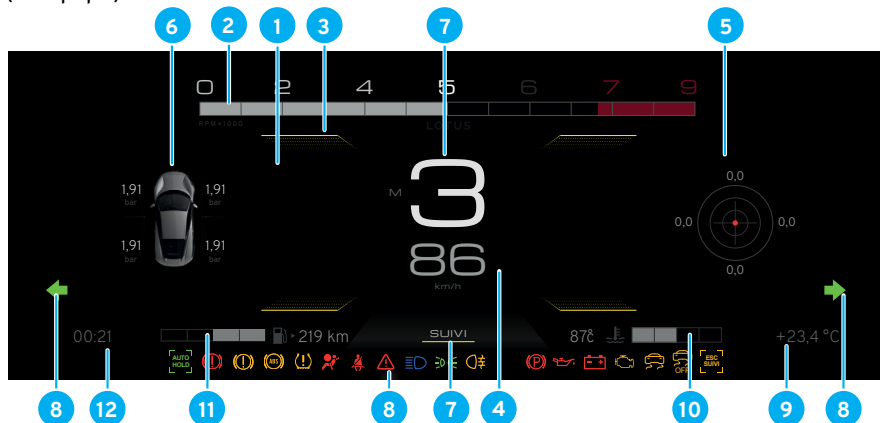 6 2 1 3 7 5
0 2 4 5 6 7 9
RPM×1000 LOTUS
0,0
M 3
1,91 bar 1,91 bar
0,0 0,0
1,91 bar 1,91 bar
86
km/h
0,0
00:21 219 km SUIVI 87°c +23,4 °C
AUTO HOLD ABS P OFF ESC SUIVI
8 12 11 8 7 4 10 9 8